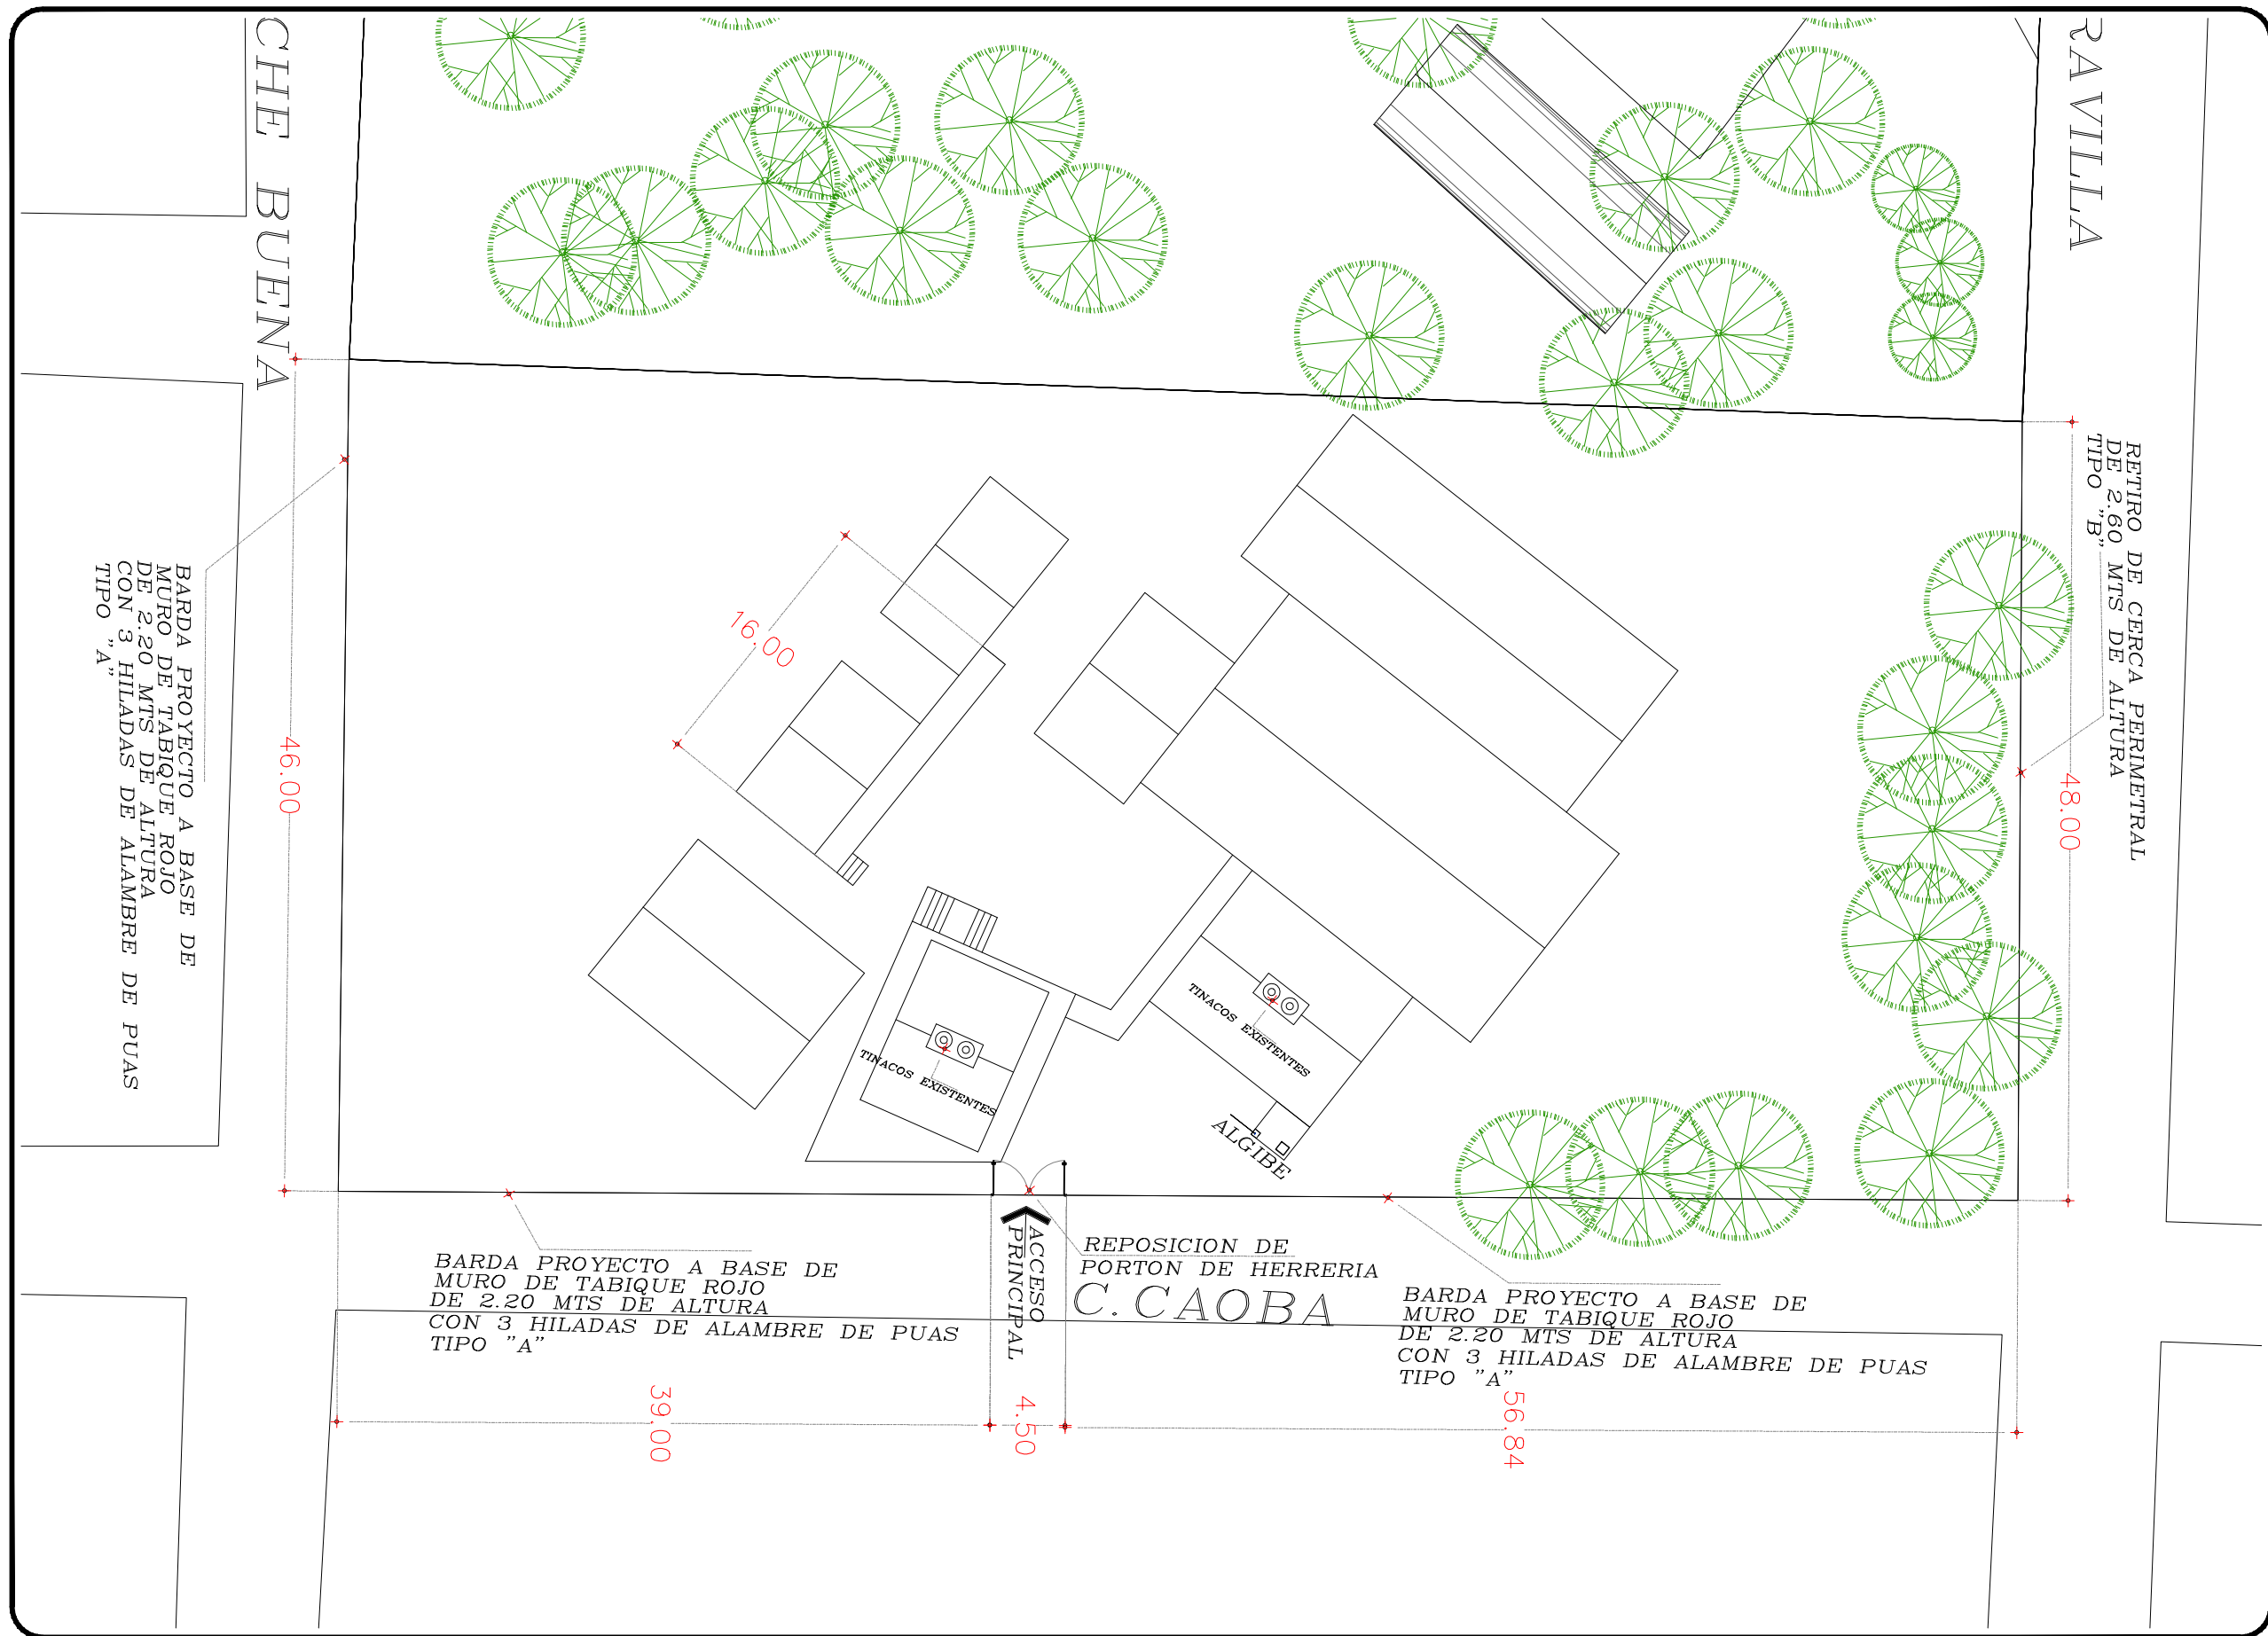 CHE BUENA
RAVILLA
RETIRO DE CERCA PERIMETRAL
DE 2.60 MTS DE ALTURA
TIPO "B"
16.00
BARDA PROYECTO A BASE DE
MURO DE TABIQUE ROJO
DE 2.20 MTS DE ALTURA
CON 3 HILADAS DE ALAMBRE DE PUAS
TIPO "A"
46.00
48.00
TINACOS EXISTENTES
TINACOS EXISTENTES
ALGIBE
BARDA PROYECTO A BASE DE
MURO DE TABIQUE ROJO
DE 2.20 MTS DE ALTURA
CON 3 HILADAS DE ALAMBRE DE PUAS
TIPO "A"
ACCESO
PRINCIPAL
REPOSICION DE
PORTON DE HERRERIA
C. CAOBA
BARDA PROYECTO A BASE DE
MURO DE TABIQUE ROJO
DE 2.20 MTS DE ALTURA
CON 3 HILADAS DE ALAMBRE DE PUAS
TIPO "A"
39.00
4.50
56.84